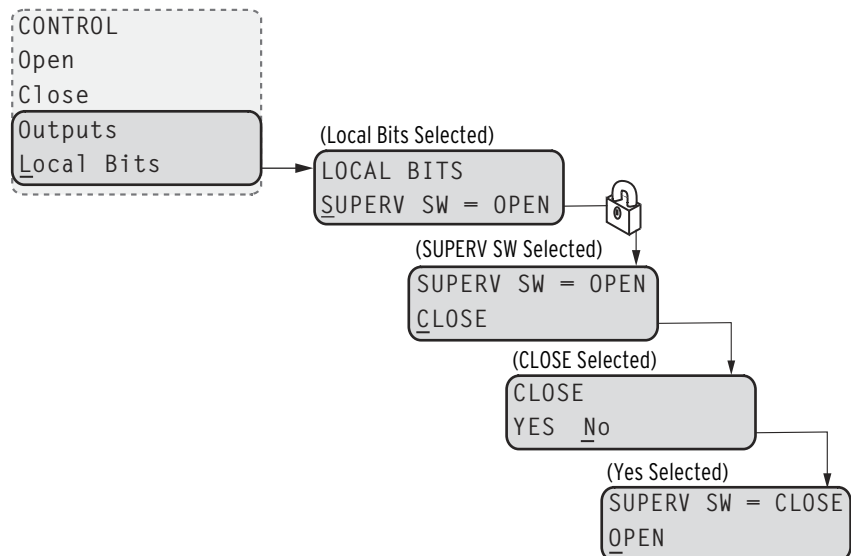 CONTROL
Open
Close
Outputs
Local Bits
(Local Bits Selected)
LOCAL BITS
SUPERV SW = OPEN
(SUPERV SW Selected)
SUPERV SW = OPEN
CLOSE
(CLOSE Selected)
CLOSE
YES No
(Yes Selected)
SUPERV SW = CLOSE
OPEN